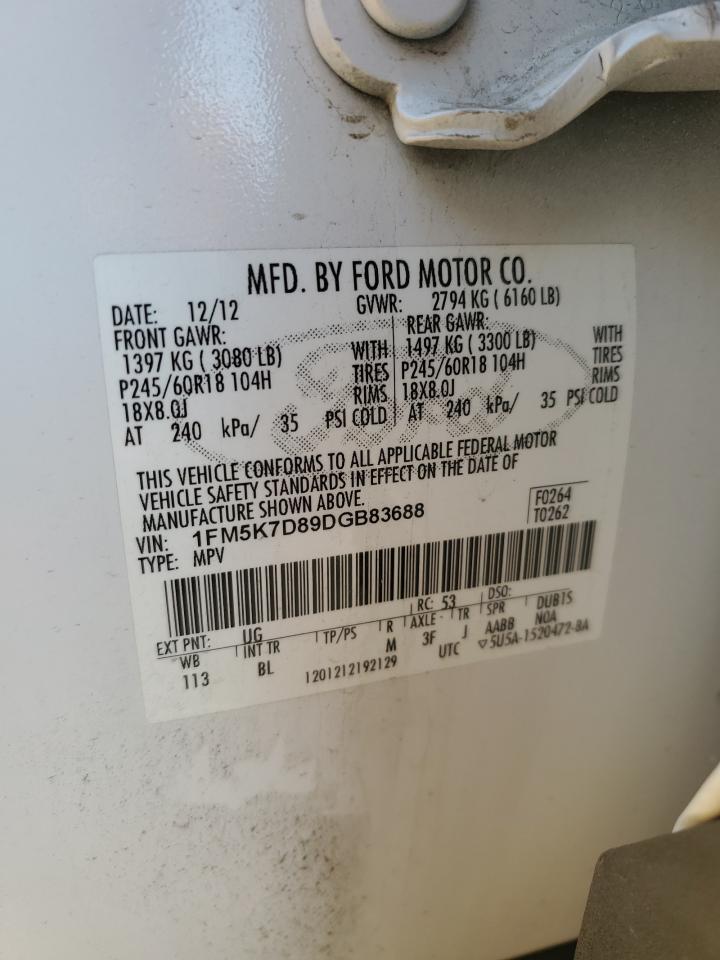 MFD. BY FORD MOTOR CO.
DATE: 12/12 GVWR: 2794 KG ( 6160 LB)
FRONT GAWR: REAR GAWR:
1397 KG ( 3080 LB) WITH 1497 KG ( 3300 LB) WITH
P245/60R18 104H TIRES P245/60R18 104H TIRES
18X8.0J RIMS 18X8.0J RIMS
AT 240 kPa/ 35 PSI COLD AT 240 kPa/ 35 PSI COLD
THIS VEHICLE CONFORMS TO ALL APPLICABLE FEDERAL MOTOR
VEHICLE SAFETY STANDARDS IN EFFECT ON THE DATE OF
MANUFACTURE SHOWN ABOVE.
F0264
VIN: 1FM5K7D89DGB83688 T0262
TYPE: MPV
EXT PNT: UG RC: 53 DSO:
WB INT TR TP/PS R AXLE TR SPR DUB1S
113 BL M 3F J AABB NOA
1201212192129 UTC ▽5U5A-1520472-BA
Ford